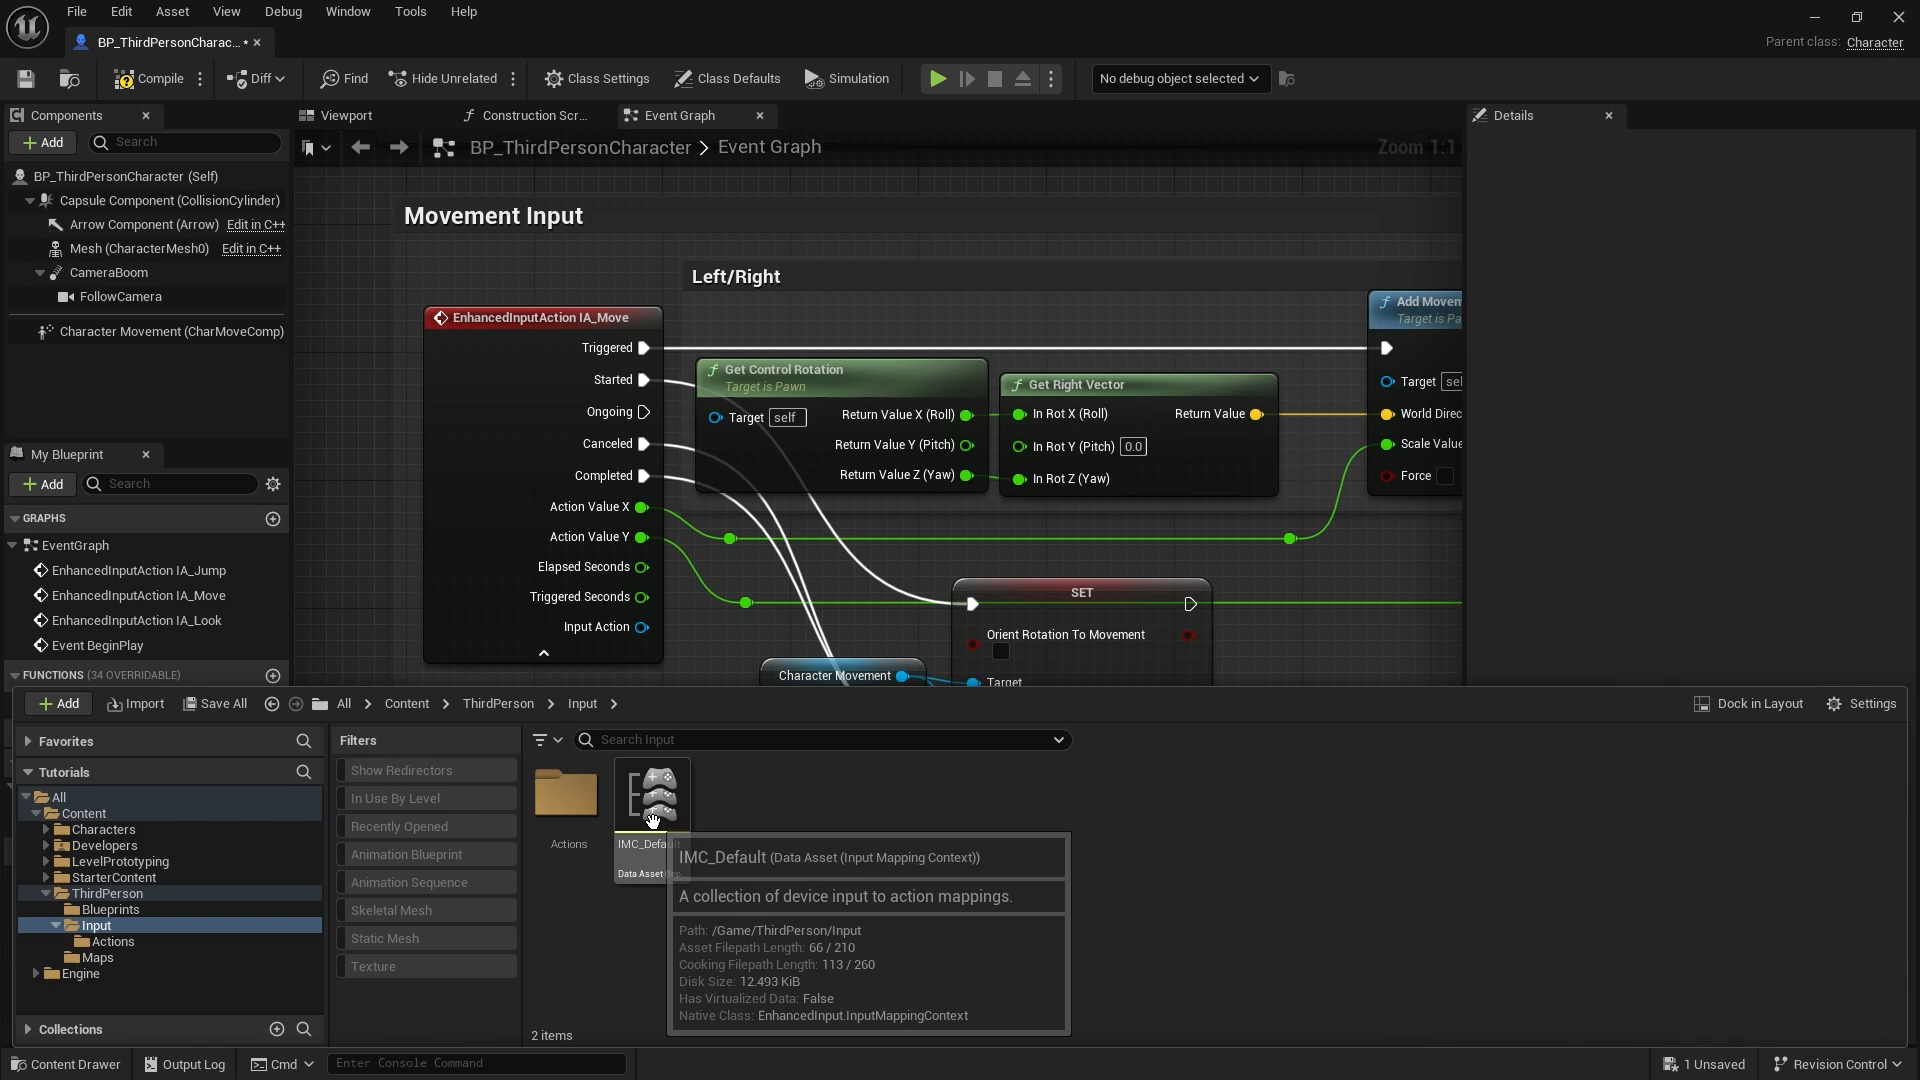 File Edit Asset View Debug Window Tools Help
BP_ThirdPersonCharac...
Parent class: Character
Compile Diff Find Hide Unrelated Class Settings Class Defaults Simulation No debug object selected
Components
Viewport
Construction Scr...
Event Graph
Details
Add Search
BP_ThirdPersonCharacter > Event Graph
Zoom 1:1
BP_ThirdPersonCharacter (Self)
Capsule Component (CollisionCylinder)
Arrow Component (Arrow) Edit in C++
Mesh (CharacterMesh0) Edit in C++
CameraBoom
FollowCamera
Character Movement (CharMoveComp)
My Blueprint
Add Search
GRAPHS
EventGraph
EnhancedInputAction IA_Jump
EnhancedInputAction IA_Move
EnhancedInputAction IA_Look
Event BeginPlay
FUNCTIONS (34 OVERRIDABLE)
Movement Input
Left/Right
EnhancedInputAction IA_Move
Triggered
Started
Ongoing
Canceled
Completed
Action Value X
Action Value Y
Elapsed Seconds
Triggered Seconds
Input Action
Get Control Rotation
Target is Pawn
Target self
Return Value X (Roll)
Return Value Y (Pitch)
Return Value Z (Yaw)
Get Right Vector
In Rot X (Roll) Return Value
In Rot Y (Pitch) 0.0
In Rot Z (Yaw)
Add Movem
Target is Pa
Target sel
World Direc
Scale Value
Force
SET
Orient Rotation To Movement
Target
Character Movement
Add Import Save All All > Content > ThirdPerson > Input >
Dock in Layout Settings
Favorites
Tutorials
All
Content
Characters
Developers
LevelPrototyping
StarterContent
ThirdPerson
Blueprints
Input
Actions
Maps
Engine
Collections
Filters
Show Redirectors
In Use By Level
Recently Opened
Animation Blueprint
Animation Sequence
Skeletal Mesh
Static Mesh
Texture
Search Input
Actions
IMC_Default
Data Asset
IMC_Default (Data Asset (Input Mapping Context))
A collection of device input to action mappings.
Path: /Game/ThirdPerson/Input
Asset Filepath Length: 66 / 210
Cooking Filepath Length: 113 / 260
Disk Size: 12.493 KiB
Has Virtualized Data: False
Native Class: EnhancedInput.InputMappingContext
2 items
Content Drawer Output Log Cmd Enter Console Command
1 Unsaved Revision Control